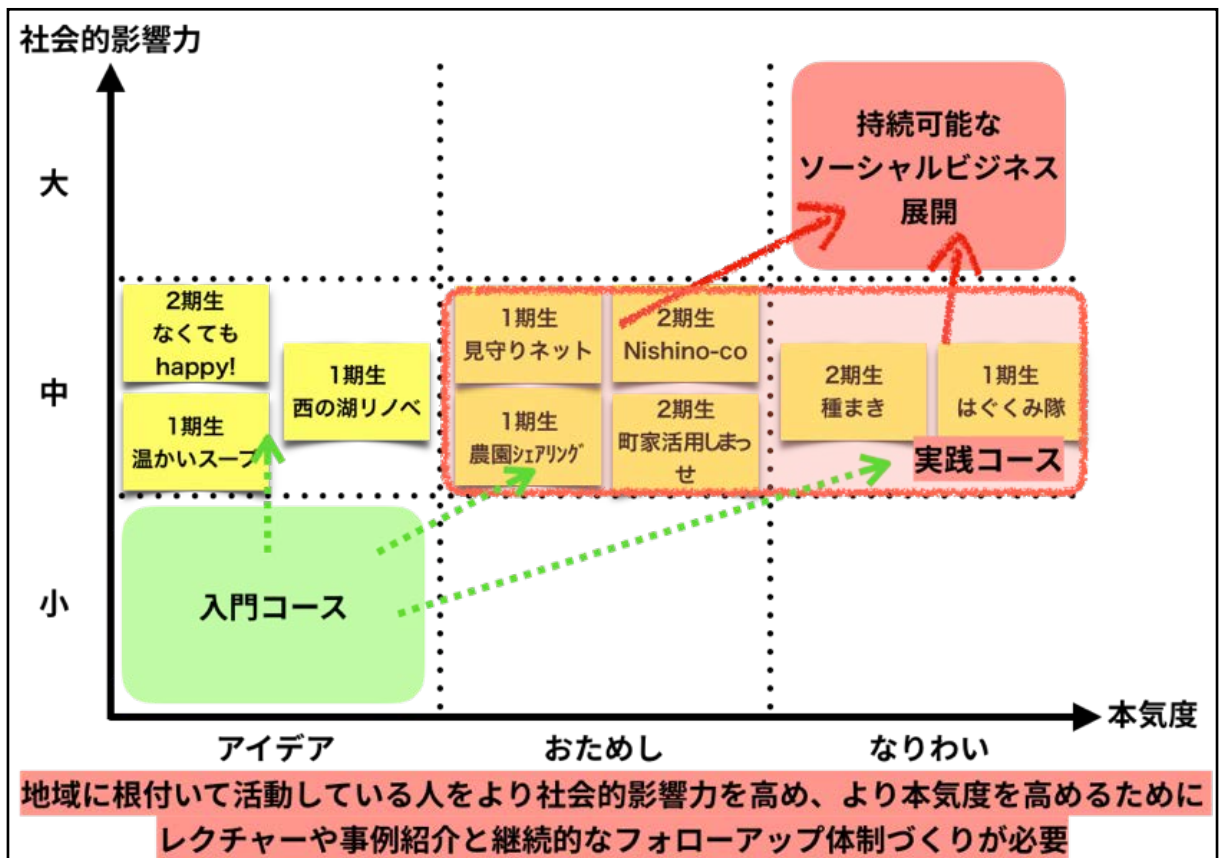 社会的影響力
大
持続可能な
ソーシャルビジネス
展開
中
2期生
なくても
happy!
1期生
西の湖リノベ
1期生
温かいスープ
1期生
見守りネット
2期生
Nishino-co
1期生
農園ｼｪｱﾘﾝｸﾞ
2期生
町家活用しまっ
せ
2期生
種まき
1期生
はぐくみ隊
実践コース
小
入門コース
本気度
アイデア
おためし
なりわい
地域に根付いて活動している人をより社会的影響力を高め、より本気度を高めるために
レクチャーや事例紹介と継続的なフォローアップ体制づくりが必要